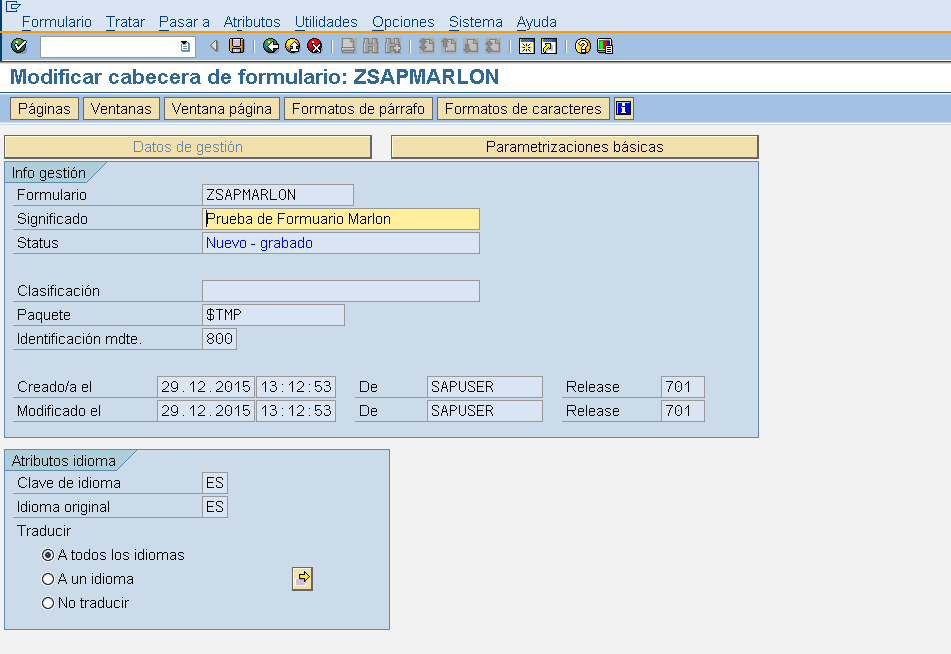 Formulario Tratar Pasar a Atributos Utilidades Opciones Sistema Ayuda
Modificar cabecera de formulario: ZSAPMARLON
Páginas Ventanas Ventana página Formatos de párrafo Formatos de caracteres
Datos de gestión Parametrizaciones básicas
Info gestión
Formulario ZSAPMARLON
Significado Prueba de Formuario Marlon
Status Nuevo - grabado
Clasificación
Paquete $TMP
Identificación mdte. 800
Creado/a el 29.12.2015 13:12:53 De SAPUSER Release 701
Modificado el 29.12.2015 13:12:53 De SAPUSER Release 701
Atributos idioma
Clave de idioma ES
Idioma original ES
Traducir
A todos los idiomas
A un idioma
No traducir